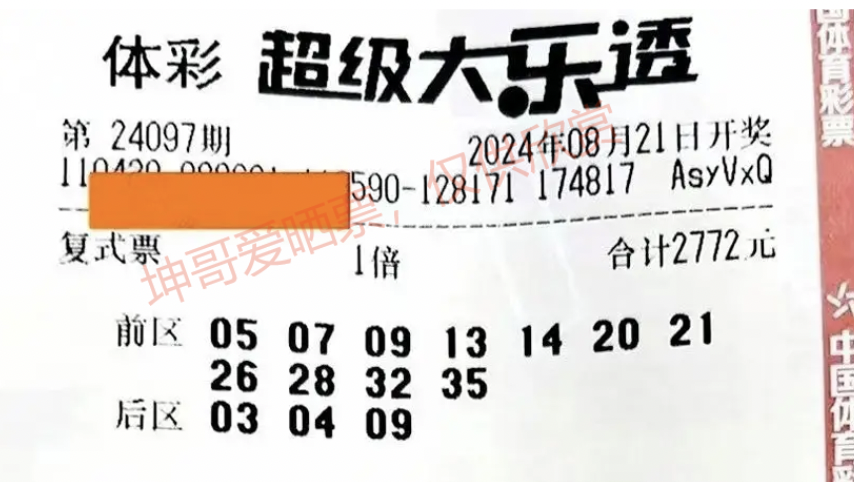 体彩 超级大乐透
第 24097期 2024年08月21日开奖
590-128171 174817 AsyVxQ
复式票 1倍 合计2772元
前区 05 07 09 13 14 20 21
26 28 32 35
后区 03 04 09
坤哥爱晒票，仅供欣赏
国体育彩票
中国体育彩